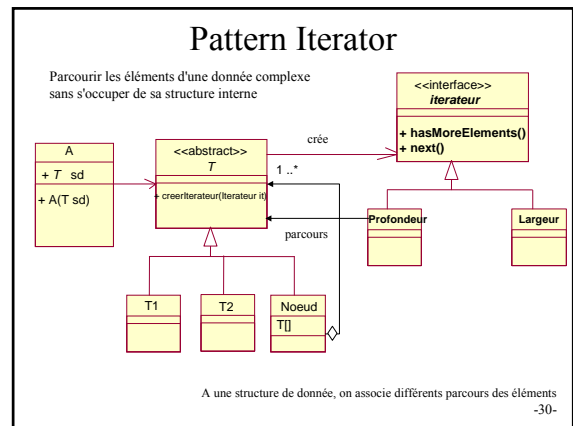 Pattern Iterator
Parcourir les éléments d'une donnée complexe
sans s'occuper de sa structure interne
<<interface>>
iterateur
+ hasMoreElements()
+ next()
crée
A
+ T sd
+ A(T sd)
<<abstract>>
T
+ creerIterateur(Iterateur it)
1 ..*
parcours
Profondeur
Largeur
T1
T2
Noeud
T[]
A une structure de donnée, on associe différents parcours des éléments
-30-